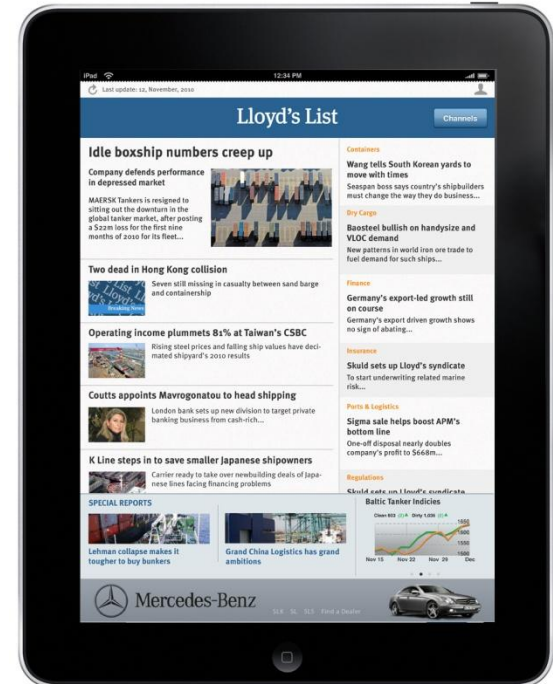 iPad
12:34 PM
Last update: 12, November, 2010
Lloyd's List
Channels
Idle boxship numbers creep up
Company defends performance
in depressed market
MAERSK Tankers is resigned to
sitting out the downturn in the
global tanker market, after posting
a $22m loss for the first nine
months of 2010 for its fleet...
Two dead in Hong Kong collision
Breaking News
Seven still missing in casualty between sand barge
and containership
Operating income plummets 81% at Taiwan's CSBC
Rising steel prices and falling ship values have deci-
mated shipyard's 2010 results
Coutts appoints Mavrogonatou to head shipping
London bank sets up new division to target private
banking business from cash-rich...
K Line steps in to save smaller Japanese shipowners
Carrier ready to take over newbuilding deals of Japa-
nese lines facing financing problems
Containers
Wang tells South Korean yards to
move with times
Seaspan boss says country's shipbuilders
must change the way they do business...
Dry Cargo
Baosteel bullish on handysize and
VLOC demand
New patterns in world iron ore trade to
fuel demand for such ships...
Finance
Germany's export-led growth still
on course
Germany's export driven growth shows
no sign of abating...
Insurance
Skuld sets up Lloyd's syndicate
To start underwriting related marine
risk...
Ports & Logistics
Sigma sale helps boost APM's
bottom line
One-off disposal nearly doubles
company's profit to $668m...
Regulations
Skuld sets up Lloyd's syndicate
SPECIAL REPORTS
Lehman collapse makes it
tougher to buy bunkers
Grand China Logistics has grand
ambitions
Baltic Tanker Indicies
Nov 15 Nov 22 Nov 29 Dec
Mercedes-Benz
SLK SL SLS Find a Dealer